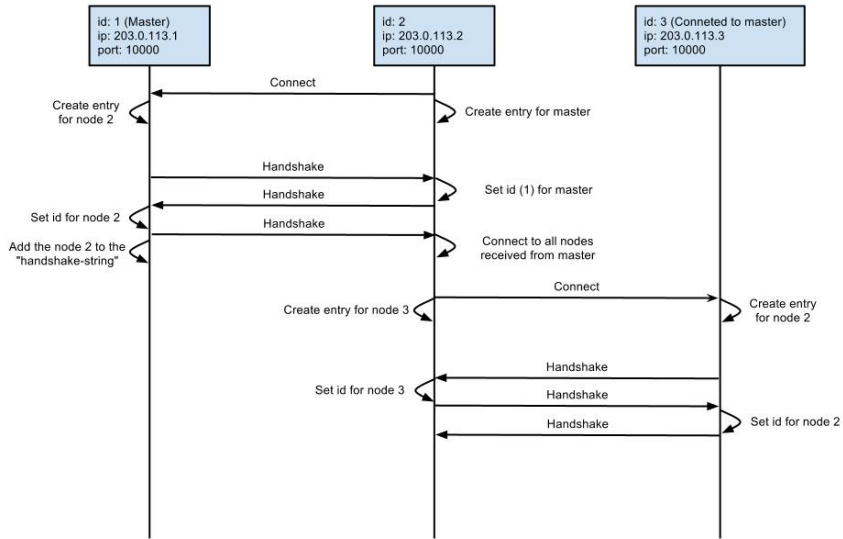 id: 1 (Master)
ip: 203.0.113.1
port: 10000
id: 2
ip: 203.0.113.2
port: 10000
id: 3 (Conneted to master)
ip: 203.0.113.3
port: 10000
Connect
Create entry
for node 2
Create entry for master
Handshake
Set id (1) for master
Handshake
Set id for node 2
Handshake
Add the node 2 to the
"handshake-string"
Connect to all nodes
received from master
Connect
Create entry for node 3
Create entry
for node 2
Handshake
Set id for node 3
Handshake
Set id for node 2
Handshake